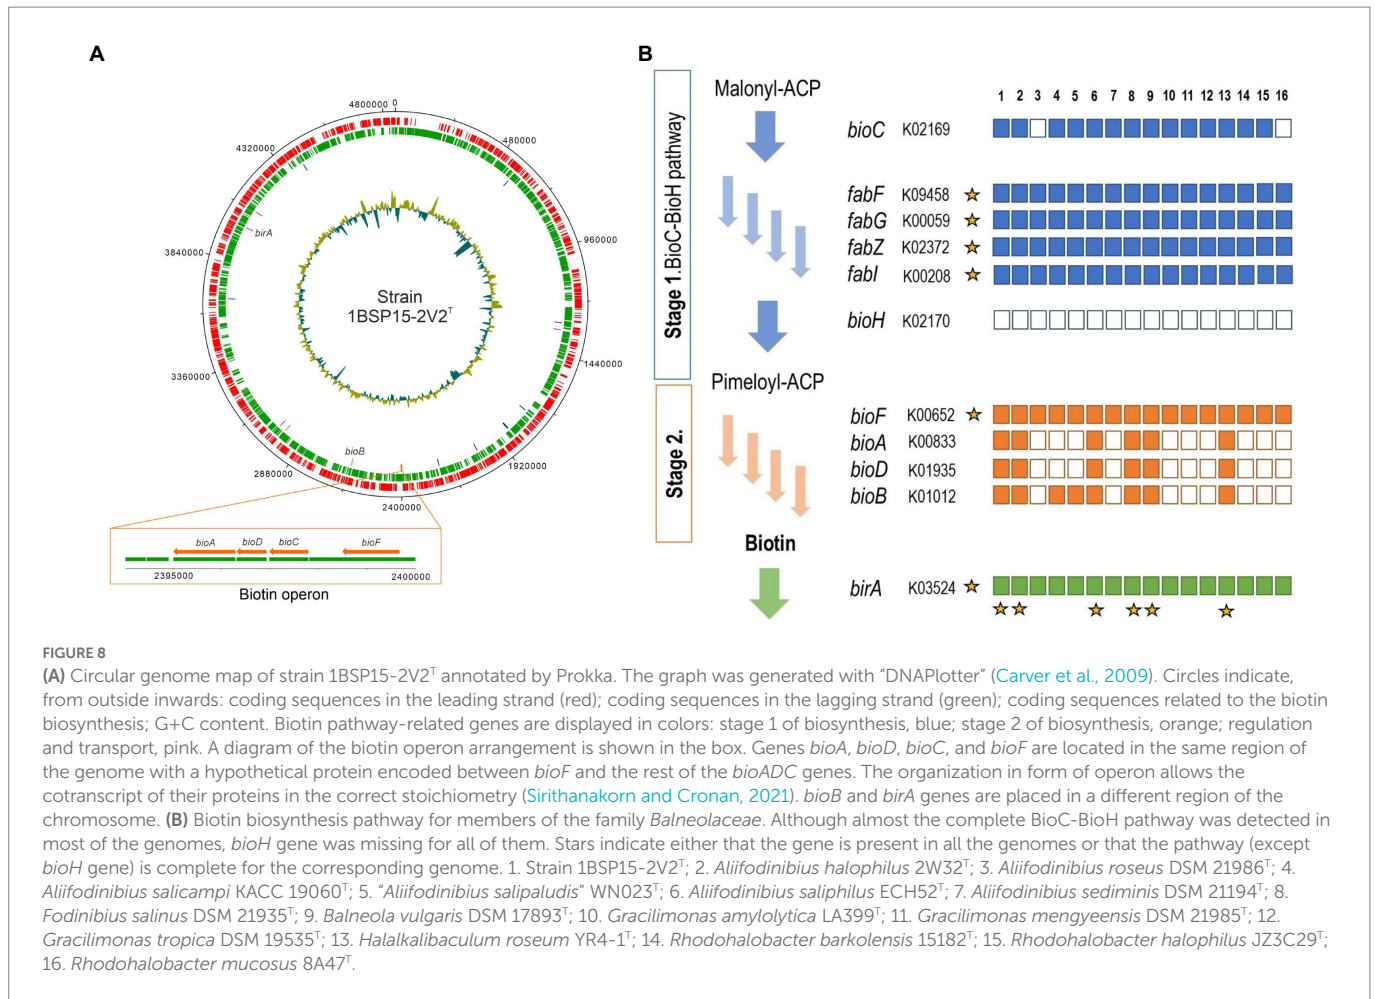 A
4800000 0
480000
960000
1440000
1920000
2400000
2880000
3360000
3840000
4320000
birA
bioB
Strain
1BSP15-2V2ᵀ
bioA bioD bioC bioF
2395000 2400000
Biotin operon
B
Stage 1.BioC-BioH pathway
Stage 2.
Malonyl-ACP
Pimeloyl-ACP
Biotin
1 2 3 4 5 6 7 8 9 10 11 12 13 14 15 16
bioC K02169
fabF K09458
fabG K00059
fabZ K02372
fabI K00208
bioH K02170
bioF K00652
bioA K00833
bioD K01935
bioB K01012
birA K03524
FIGURE 8
(A) Circular genome map of strain 1BSP15-2V2ᵀ annotated by Prokka. The graph was generated with “DNAPlotter” (Carver et al., 2009). Circles indicate,
from outside inwards: coding sequences in the leading strand (red); coding sequences in the lagging strand (green); coding sequences related to the biotin
biosynthesis; G+C content. Biotin pathway-related genes are displayed in colors: stage 1 of biosynthesis, blue; stage 2 of biosynthesis, orange; regulation
and transport, pink. A diagram of the biotin operon arrangement is shown in the box. Genes bioA, bioD, bioC, and bioF are located in the same region of
the genome with a hypothetical protein encoded between bioF and the rest of the bioADC genes. The organization in form of operon allows the
cotranscript of their proteins in the correct stoichiometry (Sirithanakorn and Cronan, 2021). bioB and birA genes are placed in a different region of the
chromosome. (B) Biotin biosynthesis pathway for members of the family Balneolaceae. Although almost the complete BioC-BioH pathway was detected in
most of the genomes, bioH gene was missing for all of them. Stars indicate either that the gene is present in all the genomes or that the pathway (except
bioH gene) is complete for the corresponding genome. 1. Strain 1BSP15-2V2ᵀ; 2. Aliifodinibius halophilus 2W32ᵀ; 3. Aliifodinibius roseus DSM 21986ᵀ; 4.
Aliifodinibius salicampi KACC 19060ᵀ; 5. “Aliifodinibius salipaludis” WN023ᵀ; 6. Aliifodinibius saliphilus ECH52ᵀ; 7. Aliifodinibius sediminis DSM 21194ᵀ; 8.
Fodinibius salinus DSM 21935ᵀ; 9. Balneola vulgaris DSM 17893ᵀ; 10. Gracilimonas amylolytica LA399ᵀ; 11. Gracilimonas mengyeensis DSM 21985ᵀ; 12.
Gracilimonas tropica DSM 19535ᵀ; 13. Halalkalibaculum roseum YR4-1ᵀ; 14. Rhodohalobacter barkolensis 15182ᵀ; 15. Rhodohalobacter halophilus JZ3C29ᵀ;
16. Rhodohalobacter mucosus 8A47ᵀ.